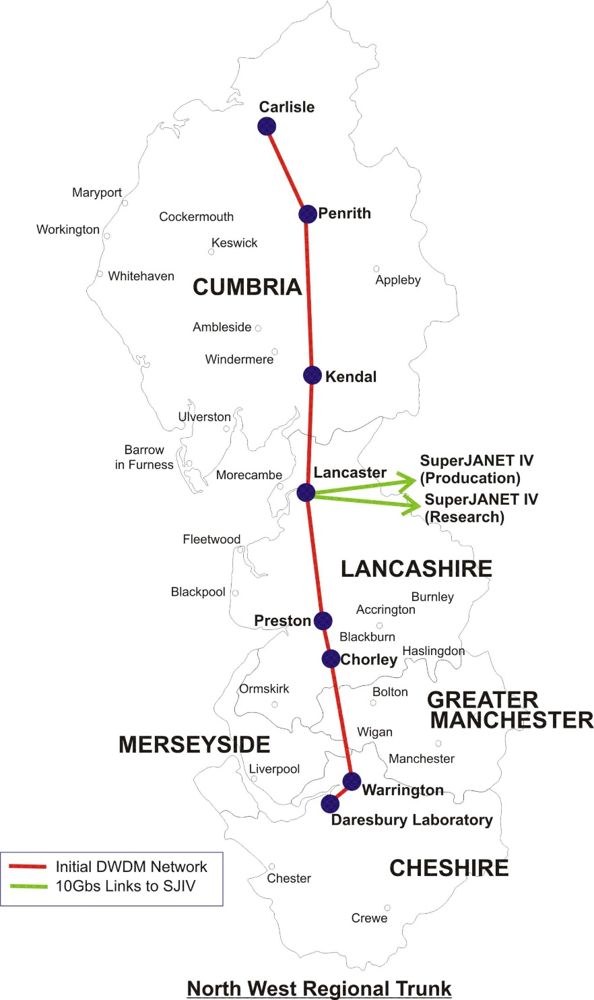 Carlisle
Maryport
Penrith
Cockermouth
Workington
Keswick
Whitehaven
Appleby
CUMBRIA
Ambleside
Windermere
Kendal
Ulverston
Barrow
in Furness
SuperJANET IV
(Producation)
Lancaster
Morecambe
SuperJANET IV
(Research)
Fleetwood
LANCASHIRE
Blackpool
Burnley
Accrington
Preston
Blackburn
Haslingdon
Chorley
Ormskirk
Bolton
GREATER
MANCHESTER
Wigan
MERSEYSIDE
Manchester
Liverpool
Warrington
Daresbury Laboratory
Initial DWDM Network
10Gbs Links to SJIV
CHESHIRE
Chester
Crewe
North West Regional Trunk